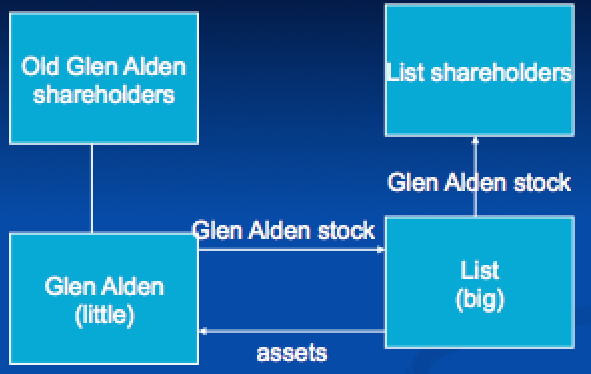 Old Glen Alden
shareholders
List shareholders
Glen Alden stock
Glen Alden stock
Glen Alden
(little)
List
(big)
assets